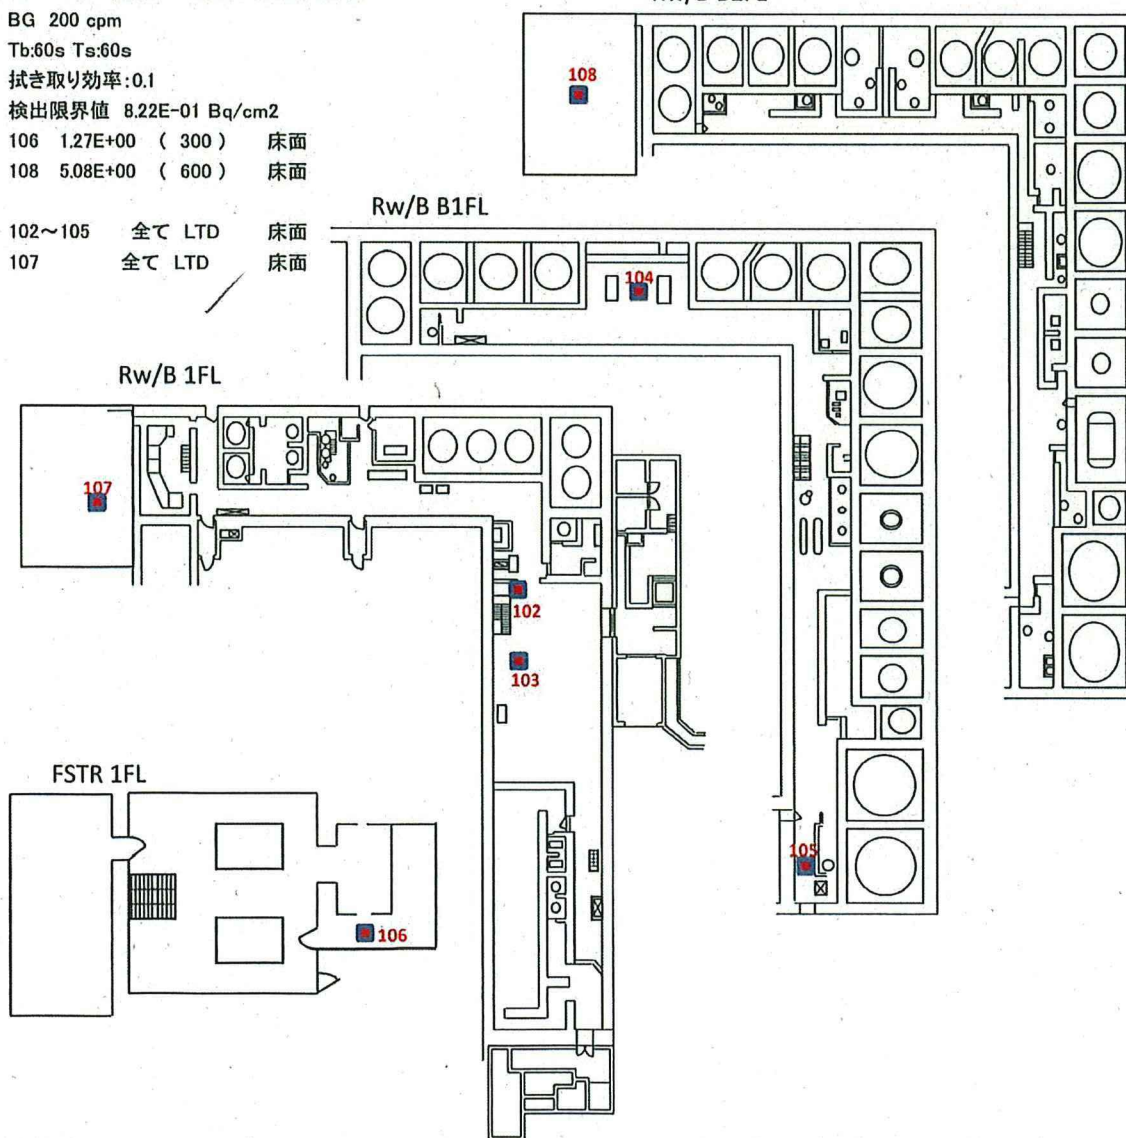 BG 200 cpm
Tb:60s Ts:60s
拭き取り効率:0.1
検出限界値 8.22E-01 Bq/cm2
106 1.27E+00 ( 300 ) 床面
108 5.08E+00 ( 600 ) 床面
102~105 全て LTD 床面
107 全て LTD 床面
108
Rw/B B1FL
104
Rw/B 1FL
107
102
103
FSTR 1FL
105
106